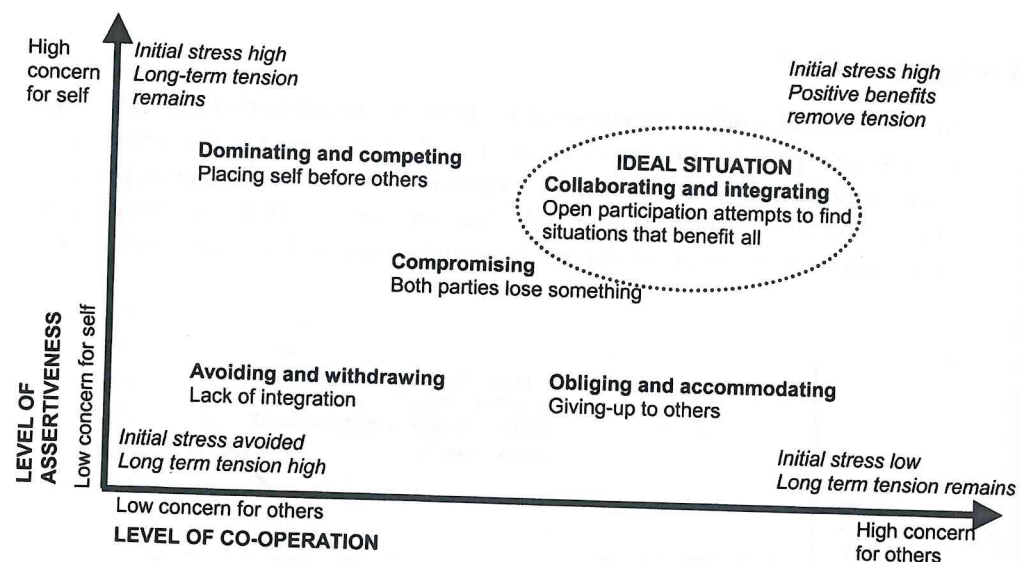 High
concern
for self
Initial stress high
Long-term tension
remains
Initial stress high
Positive benefits
remove tension
Dominating and competing
Placing self before others
IDEAL SITUATION
Collaborating and integrating
Open participation attempts to find
situations that benefit all
Compromising
Both parties lose something
LEVEL OF
ASSERTIVENESS
Low concern for self
Avoiding and withdrawing
Lack of integration
Obliging and accommodating
Giving-up to others
Initial stress avoided
Long term tension high
Initial stress low
Long term tension remains
Low concern for others
LEVEL OF CO-OPERATION
High concern
for others